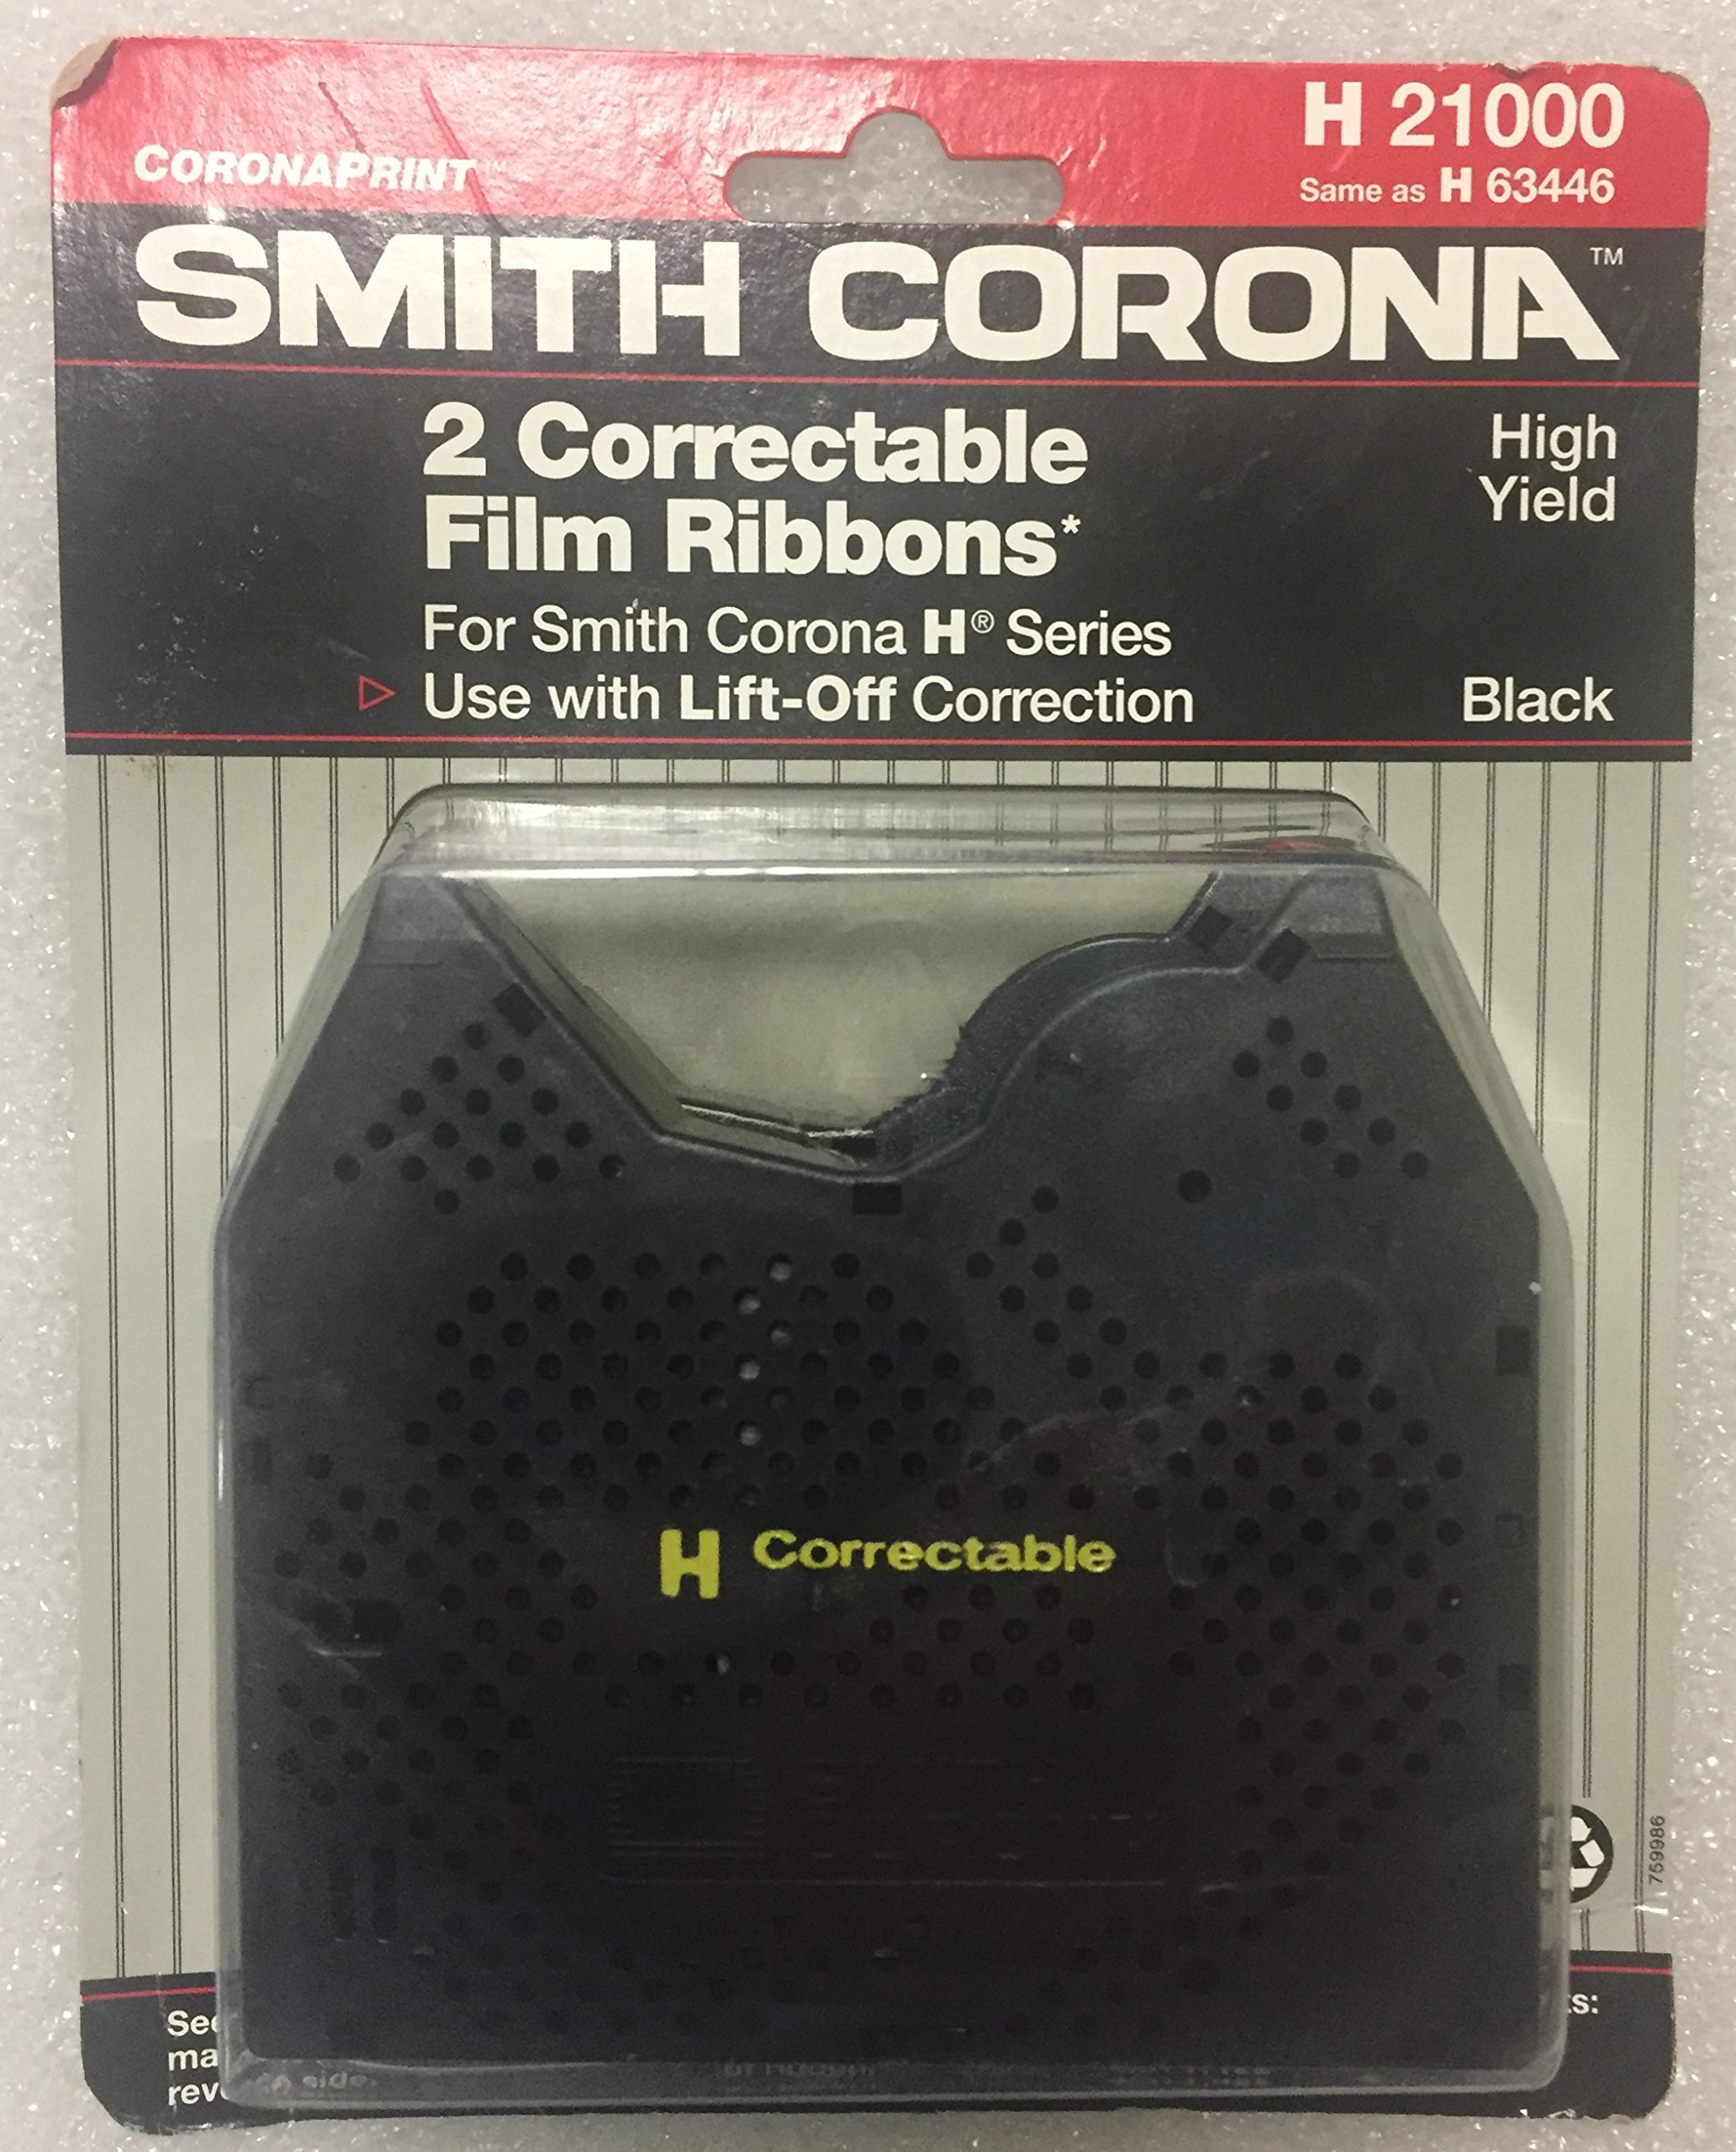 CORONAPRINT™
H 21000
Same as H 63446
SMITH CORONA™
2 Correctable
Film Ribbons*
High
Yield
For Smith Corona H® Series
▷ Use with Lift-Off Correction
Black
H Correctable
759986
side.